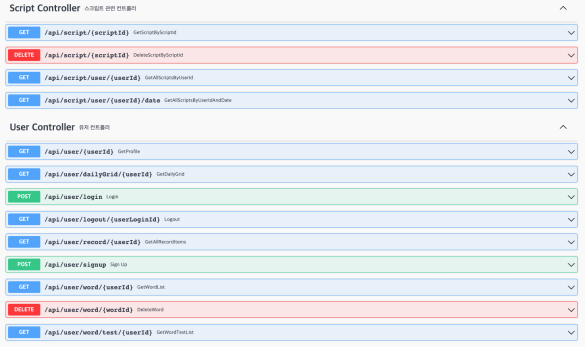 Script Controller 스크립트 관련 컨트롤러
GET /api/script/{scriptId} GetScriptByScriptId
DELETE /api/script/{scriptId} DeleteScriptByScriptId
GET /api/script/user/{userId} GetAllScriptsByUserId
GET /api/script/user/{userId}/date GetAllScriptsByUserIdAndDate
User Controller 유저 컨트롤러
GET /api/user/{userId} GetProfile
GET /api/user/dailyGrid/{userId} GetDailyGrid
POST /api/user/login Login
GET /api/user/logout/{userLoginId} Logout
GET /api/user/record/{userId} GetAllRecordItems
POST /api/user/signup Sign Up
GET /api/user/word/{userId} GetWordList
DELETE /api/user/word/{wordId} DeleteWord
GET /api/user/word/test/{userId} GetWordTestList